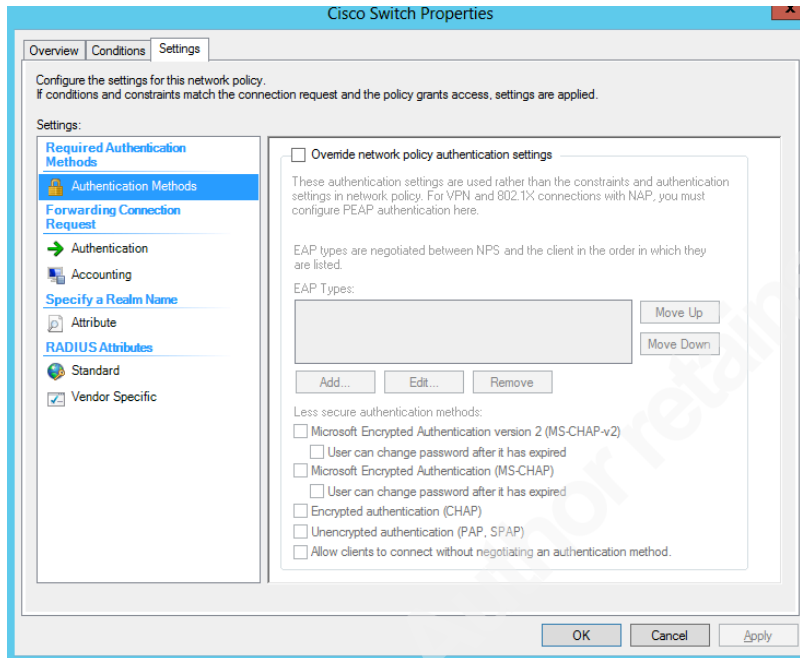 Cisco Switch Properties
x
Overview Conditions Settings
Configure the settings for this network policy.
If conditions and constraints match the connection request and the policy grants access, settings are applied.
Settings:
Required Authentication
Methods
Authentication Methods
Forwarding Connection
Request
Authentication
Accounting
Specify a Realm Name
Attribute
RADIUS Attributes
Standard
Vendor Specific
Override network policy authentication settings
These authentication settings are used rather than the constraints and authentication
settings in network policy. For VPN and 802.1X connections with NAP, you must
configure PEAP authentication here.
EAP types are negotiated between NPS and the client in the order in which they
are listed.
EAP Types:
Move Up
Move Down
Add... Edit... Remove
Less secure authentication methods:
Microsoft Encrypted Authentication version 2 (MS-CHAP-v2)
User can change password after it has expired
Microsoft Encrypted Authentication (MS-CHAP)
User can change password after it has expired
Encrypted authentication (CHAP)
Unencrypted authentication (PAP, SPAP)
Allow clients to connect without negotiating an authentication method.
OK Cancel Apply
Author retain